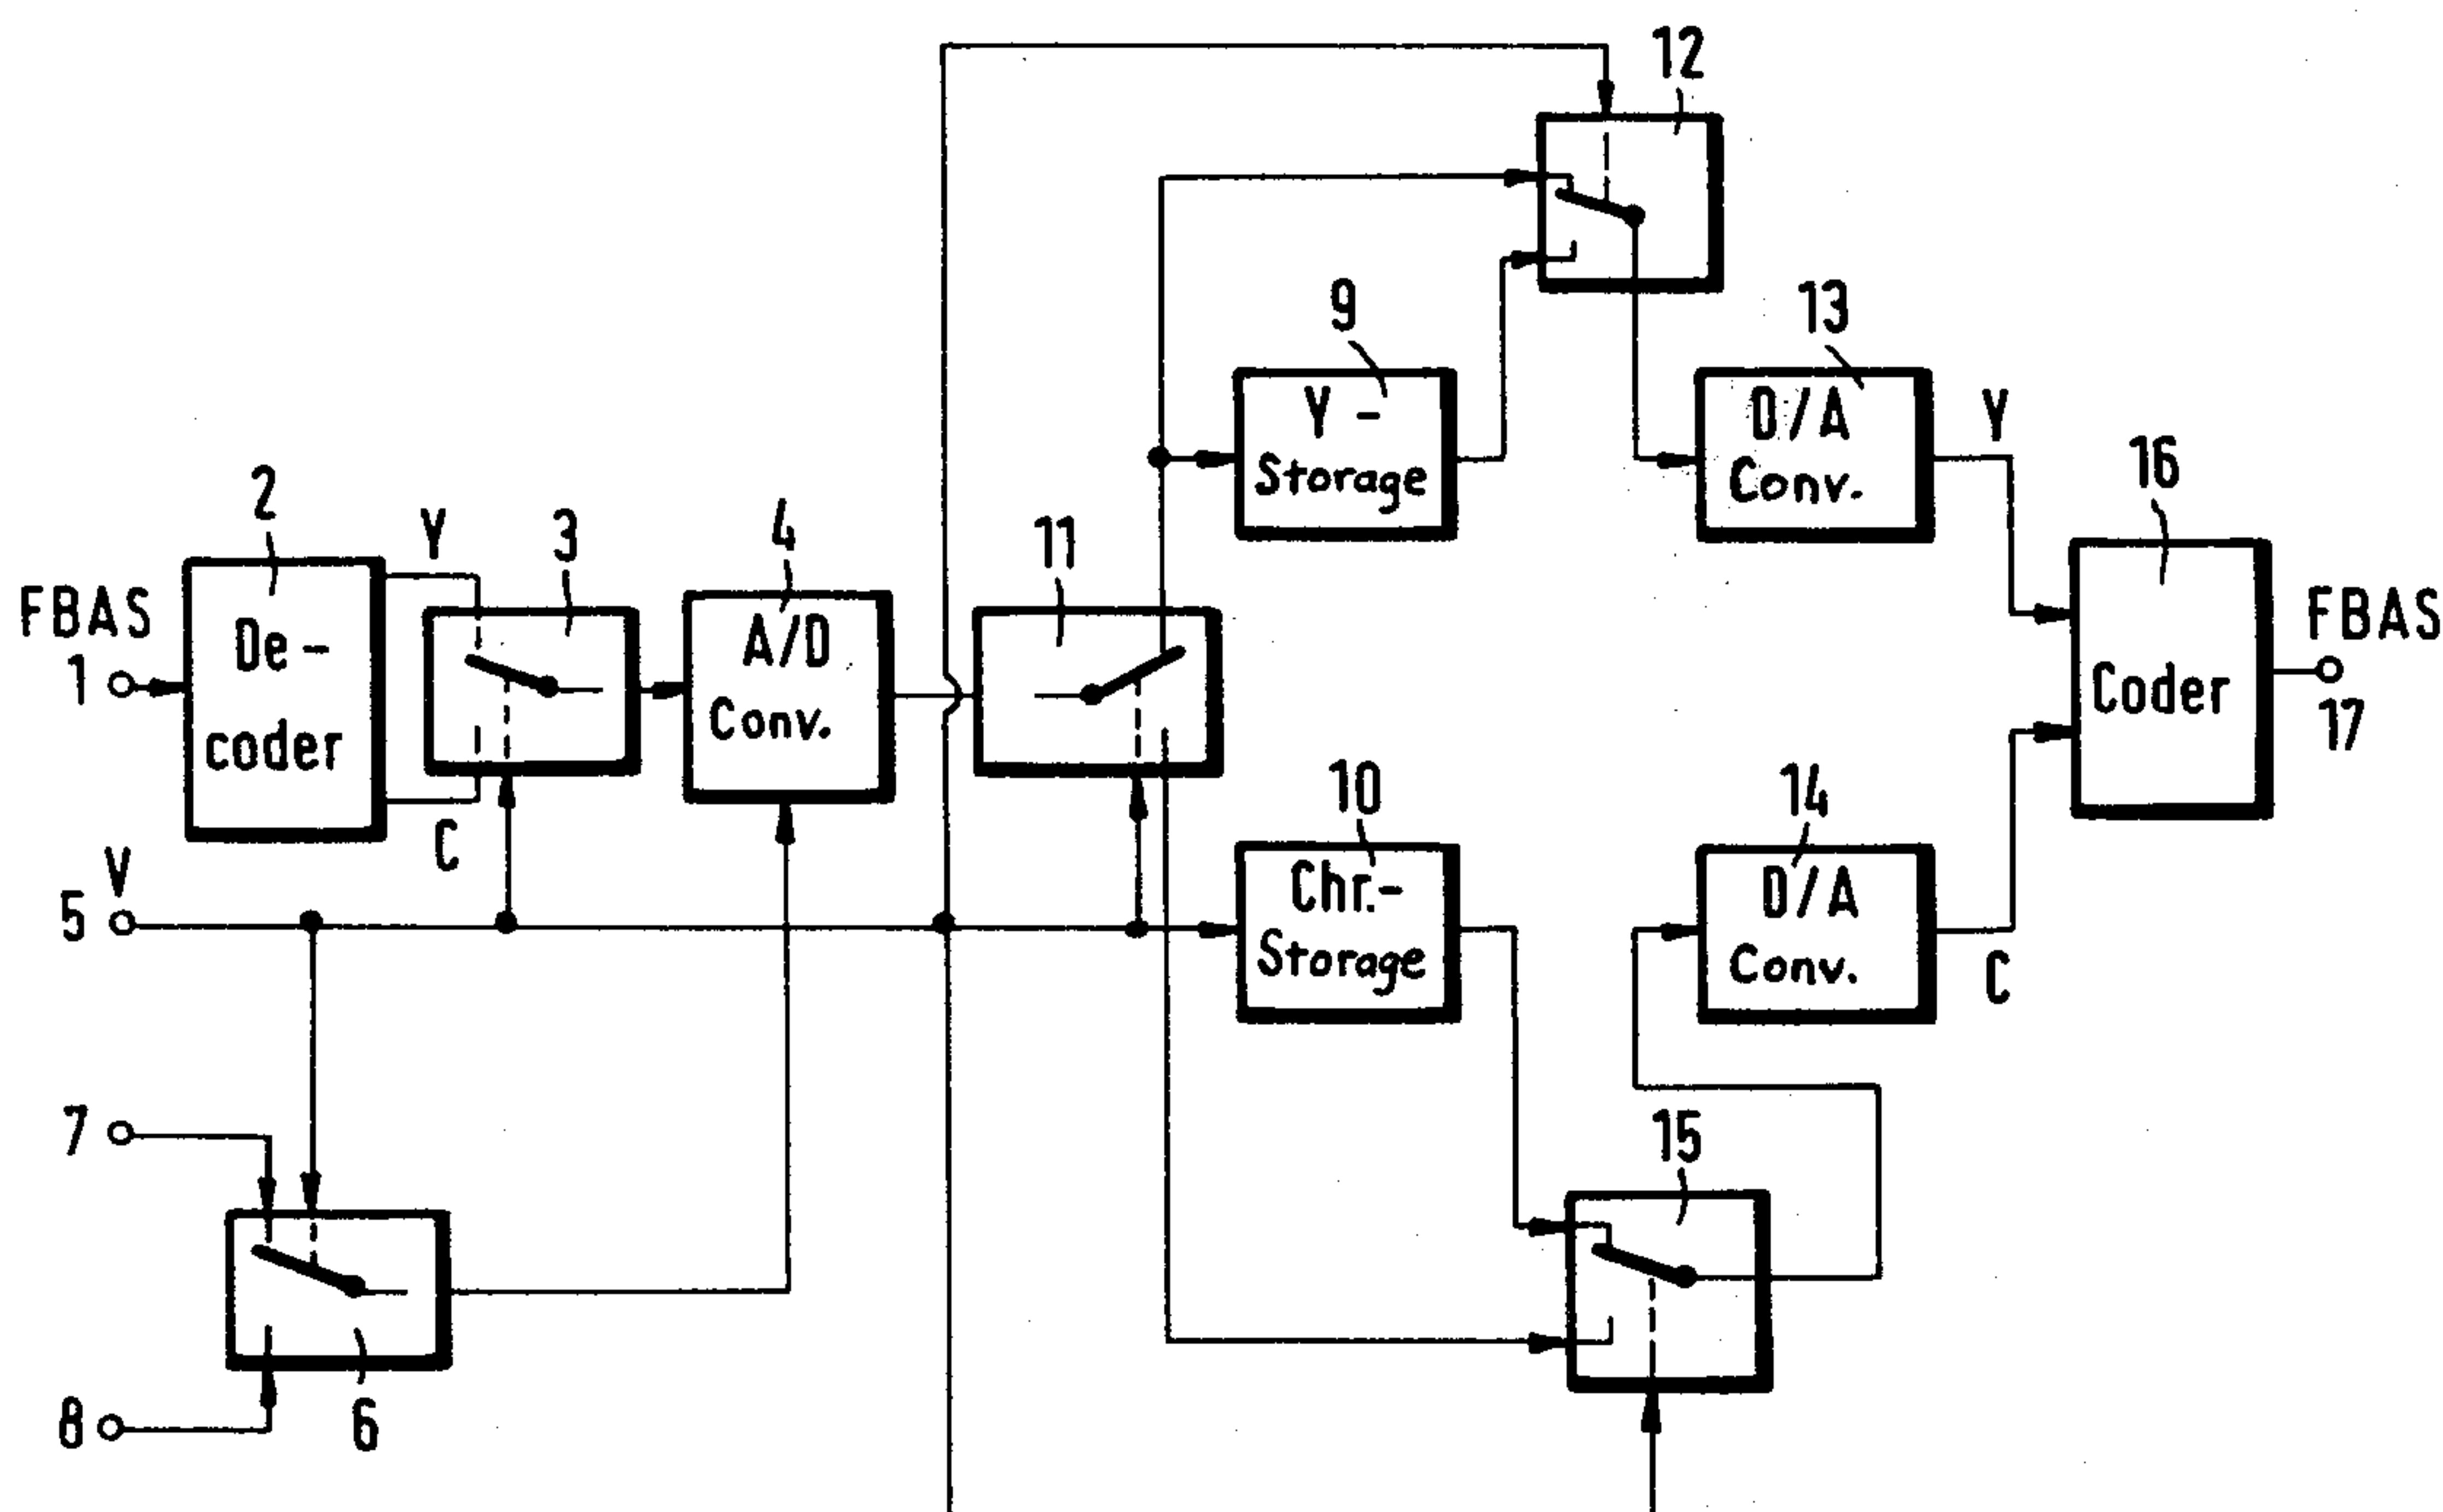 12
9
13
Y -
Storage
D/A
Conv.
Y
16
2
Y
3
4
11
FBAS
1
De -
coder
A/D
Conv.
Coder
FBAS
17
C
10
14
V
5
Chr.-
Storage
D/A
Conv.
C
7
15
8
6